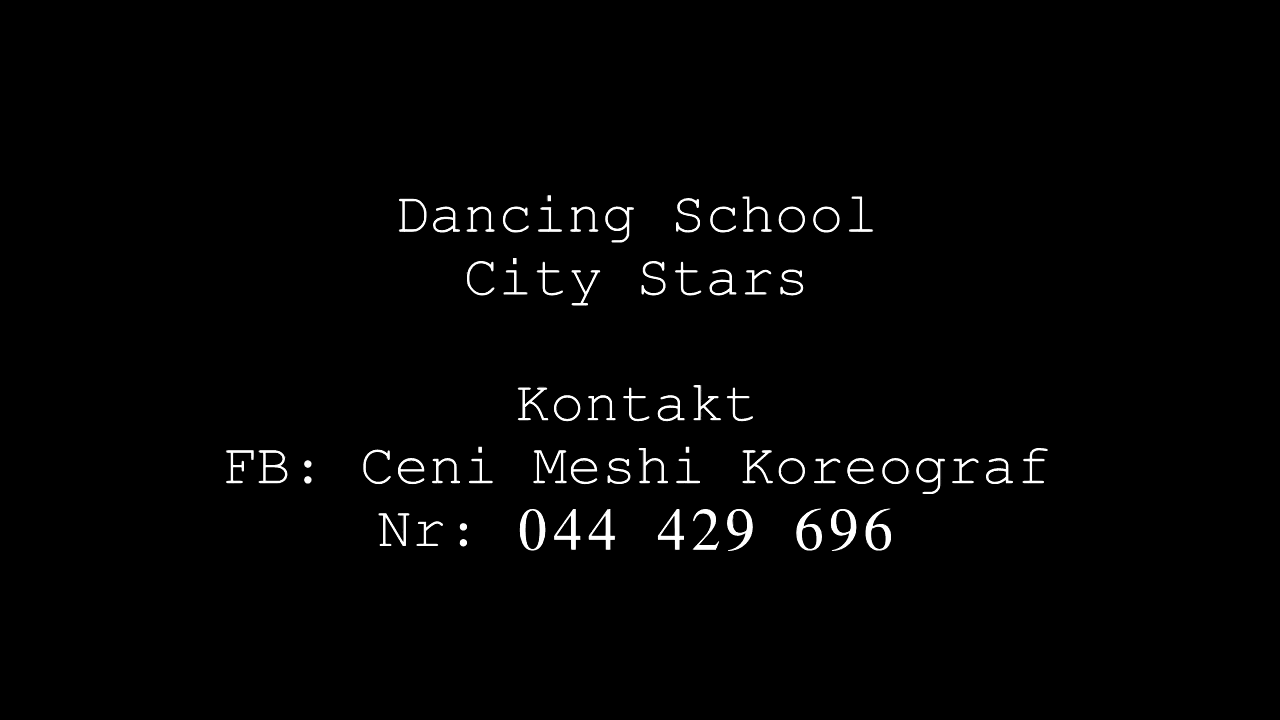 Dancing School
City Stars
Kontakt
FB: Ceni Meshi Koreograf
Nr: 044 429 696